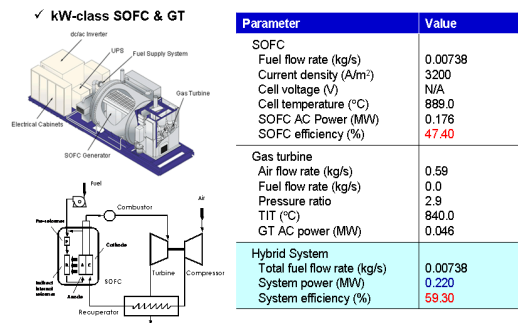 ✓ kW-class SOFC & GT
dc/ac Inverter
UPS
Fuel Supply System
Gas Turbine
Electrical Cabinets
SOFC Generator
Fuel
Air
Combustor
Pre-reformer
Cathode
Indirect
internal
reformer
Anode
SOFC
Turbine
Compressor
Recuperator
Parameter Value
SOFC
Fuel flow rate (kg/s) 0.00738
Current density (A/m²) 3200
Cell voltage (V) N/A
Cell temperature (°C) 889.0
SOFC AC Power (MW) 0.176
SOFC efficiency (%) 47.40
Gas turbine
Air flow rate (kg/s) 0.59
Fuel flow rate (kg/s) 0.0
Pressure ratio 2.9
TIT (°C) 840.0
GT AC power (MW) 0.046
Hybrid System
Total fuel flow rate (kg/s) 0.00738
System power (MW) 0.220
System efficiency (%) 59.30